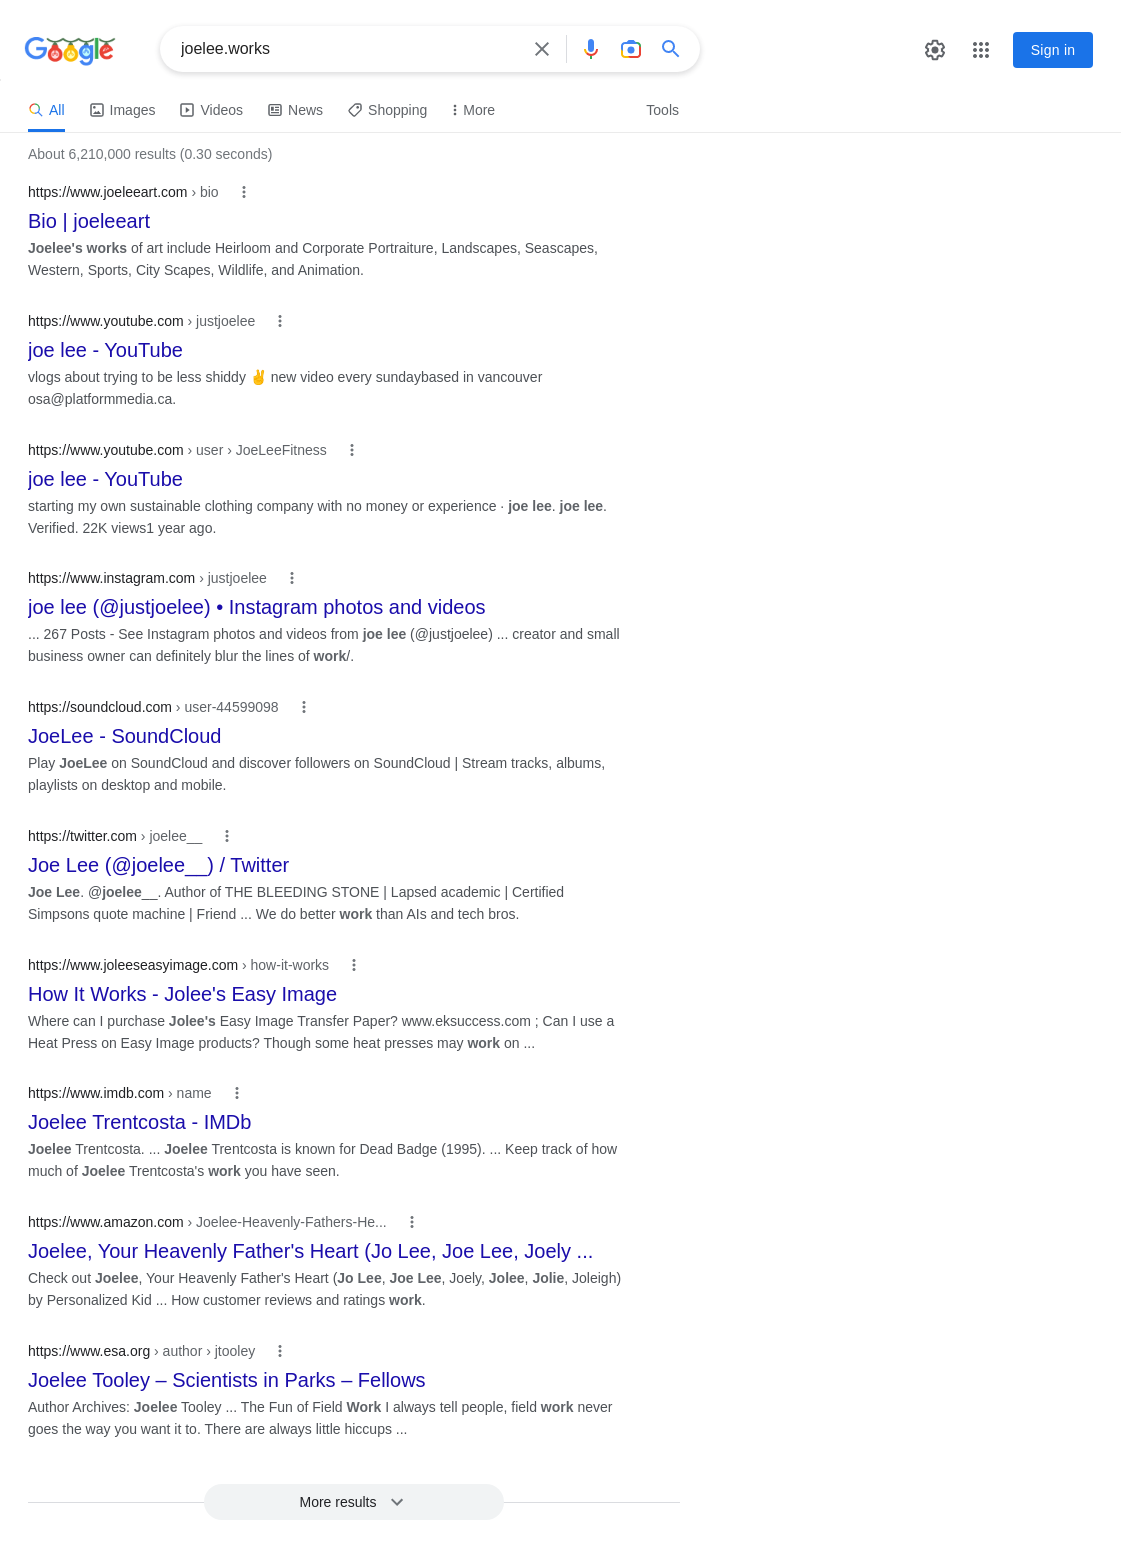 Google
joelee.works
Sign in
All Images Videos News Shopping More Tools
About 6,210,000 results (0.30 seconds)
https://www.joeleeart.com › bio
Bio | joeleeart
Joelee's works of art include Heirloom and Corporate Portraiture, Landscapes, Seascapes,
Western, Sports, City Scapes, Wildlife, and Animation.
https://www.youtube.com › justjoelee
joe lee - YouTube
vlogs about trying to be less shiddy ✌️ new video every sundaybased in vancouver
osa@platformmedia.ca.
https://www.youtube.com › user › JoeLeeFitness
joe lee - YouTube
starting my own sustainable clothing company with no money or experience · joe lee. joe lee.
Verified. 22K views1 year ago.
https://www.instagram.com › justjoelee
joe lee (@justjoelee) • Instagram photos and videos
... 267 Posts - See Instagram photos and videos from joe lee (@justjoelee) ... creator and small
business owner can definitely blur the lines of work/.
https://soundcloud.com › user-44599098
JoeLee - SoundCloud
Play JoeLee on SoundCloud and discover followers on SoundCloud | Stream tracks, albums,
playlists on desktop and mobile.
https://twitter.com › joelee__
Joe Lee (@joelee__) / Twitter
Joe Lee. @joelee__. Author of THE BLEEDING STONE | Lapsed academic | Certified
Simpsons quote machine | Friend ... We do better work than AIs and tech bros.
https://www.joleeseasyimage.com › how-it-works
How It Works - Jolee's Easy Image
Where can I purchase Jolee's Easy Image Transfer Paper? www.eksuccess.com ; Can I use a
Heat Press on Easy Image products? Though some heat presses may work on ...
https://www.imdb.com › name
Joelee Trentcosta - IMDb
Joelee Trentcosta. ... Joelee Trentcosta is known for Dead Badge (1995). ... Keep track of how
much of Joelee Trentcosta's work you have seen.
https://www.amazon.com › Joelee-Heavenly-Fathers-He...
Joelee, Your Heavenly Father's Heart (Jo Lee, Joe Lee, Joely ...
Check out Joelee, Your Heavenly Father's Heart (Jo Lee, Joe Lee, Joely, Jolee, Jolie, Joleigh)
by Personalized Kid ... How customer reviews and ratings work.
https://www.esa.org › author › jtooley
Joelee Tooley – Scientists in Parks – Fellows
Author Archives: Joelee Tooley ... The Fun of Field Work I always tell people, field work never
goes the way you want it to. There are always little hiccups ...
More results